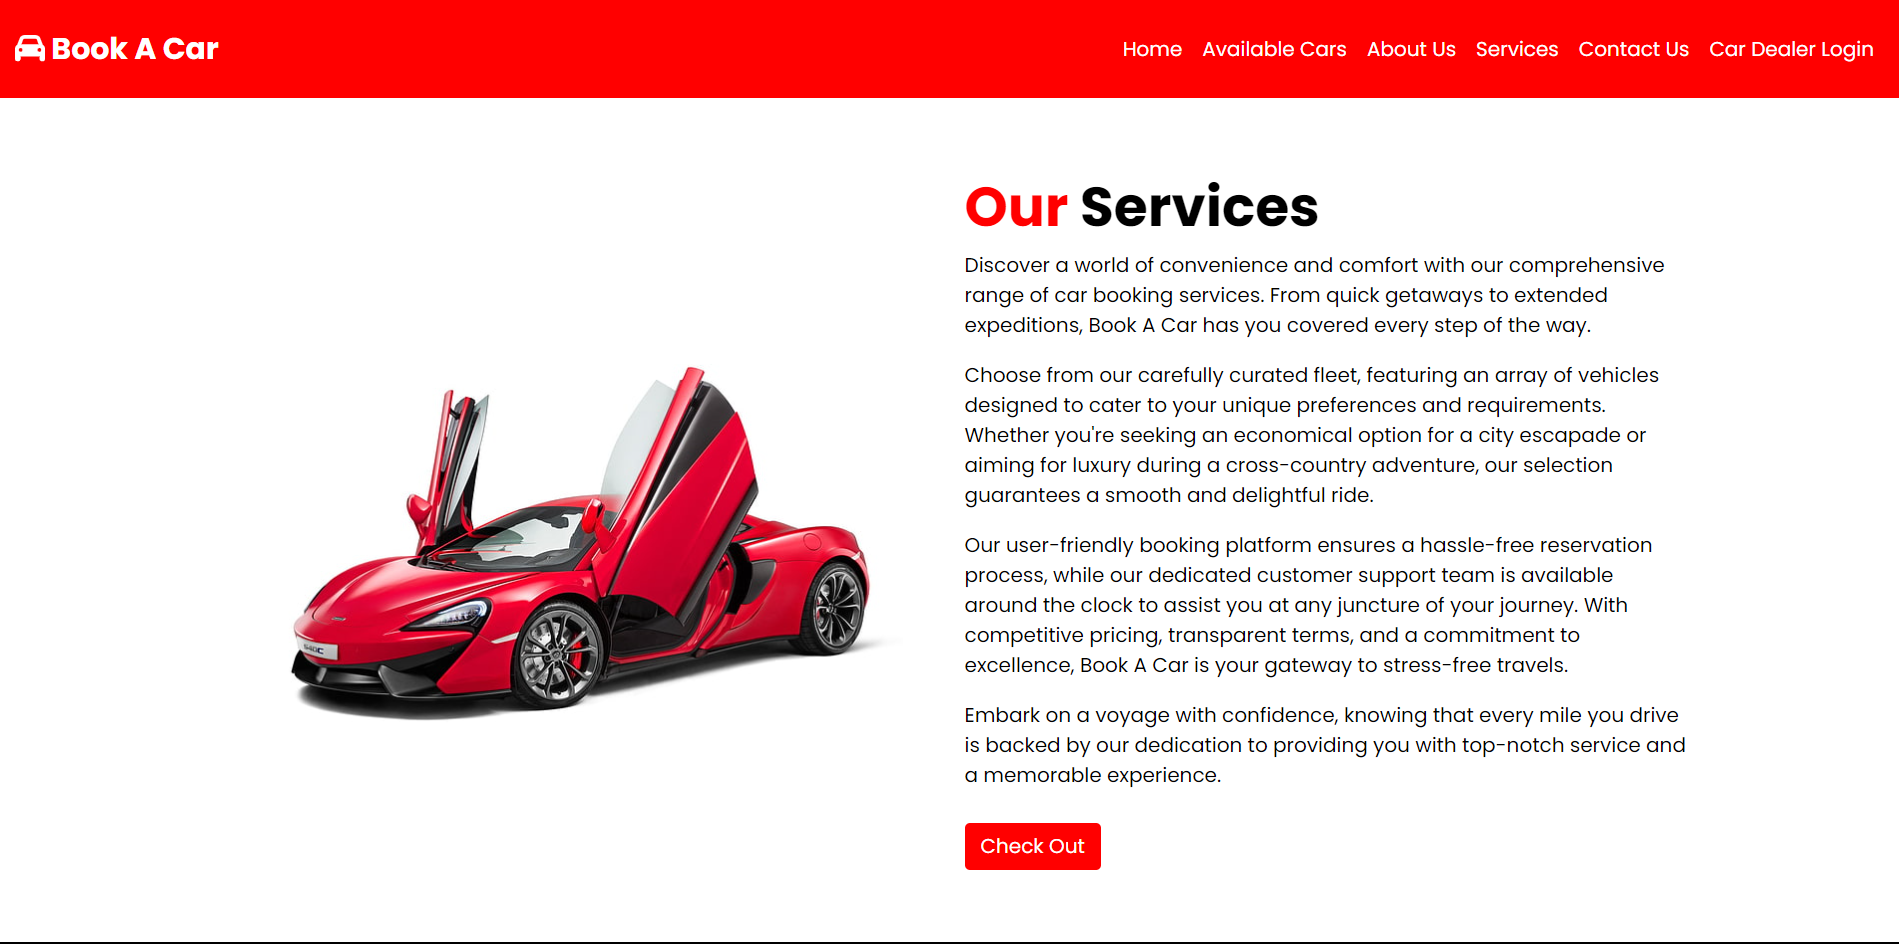 Book A Car
Home Available Cars About Us Services Contact Us Car Dealer Login
Our Services
Discover a world of convenience and comfort with our comprehensive
range of car booking services. From quick getaways to extended
expeditions, Book A Car has you covered every step of the way.
Choose from our carefully curated fleet, featuring an array of vehicles
designed to cater to your unique preferences and requirements.
Whether you're seeking an economical option for a city escapade or
aiming for luxury during a cross-country adventure, our selection
guarantees a smooth and delightful ride.
Our user-friendly booking platform ensures a hassle-free reservation
process, while our dedicated customer support team is available
around the clock to assist you at any juncture of your journey. With
competitive pricing, transparent terms, and a commitment to
excellence, Book A Car is your gateway to stress-free travels.
Embark on a voyage with confidence, knowing that every mile you drive
is backed by our dedication to providing you with top-notch service and
a memorable experience.
Check Out
540C